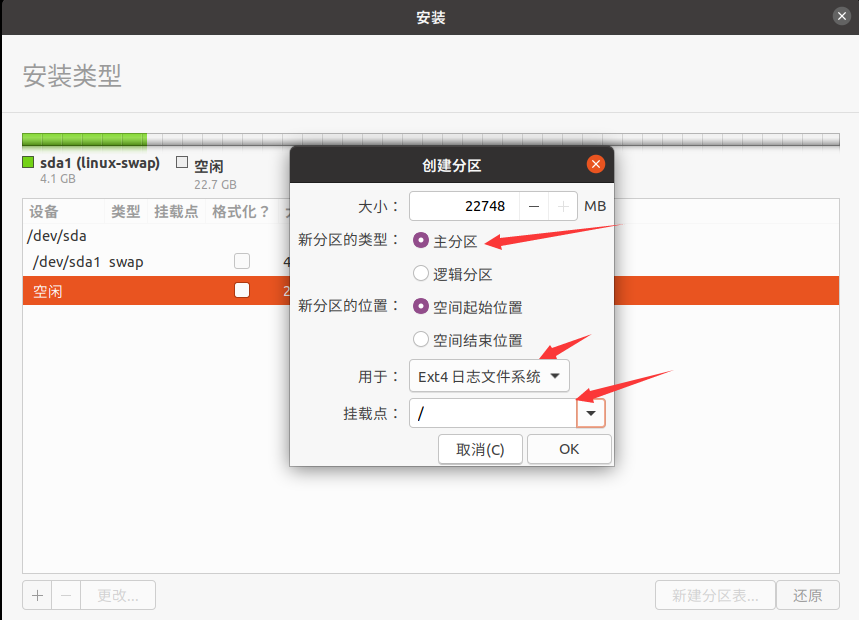 安装
安装类型
sda1 (linux-swap)
4.1 GB
空闲
22.7 GB
设备 类型 挂载点 格式化？
/dev/sda
/dev/sda1 swap 4
空闲 2
创建分区
大小： 22748 — + MB
新分区的类型： 主分区
逻辑分区
新分区的位置： 空间起始位置
空间结束位置
用于： Ext4 日志文件系统
挂载点： /
取消(C) OK
+ — 更改... 新建分区表... 还原